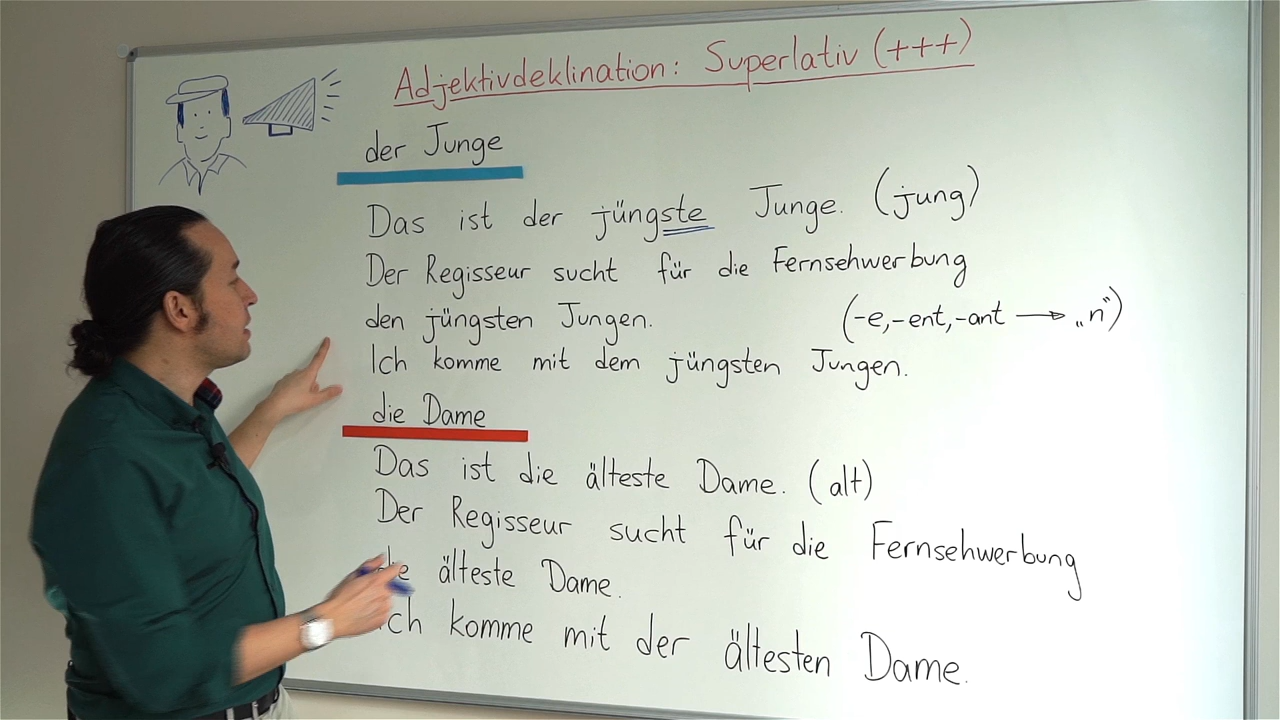 Adjektivdeklination: Superlativ (+++)
der Junge
Das ist der jüngste Junge. (jung)
Der Regisseur sucht für die Fernsehwerbung
den jüngsten Jungen. (-e,-ent,-ant → „n")
Ich komme mit dem jüngsten Jungen.
die Dame
Das ist die älteste Dame. (alt)
Der Regisseur sucht für die Fernsehwerbung
die älteste Dame.
Ich komme mit der ältesten Dame.